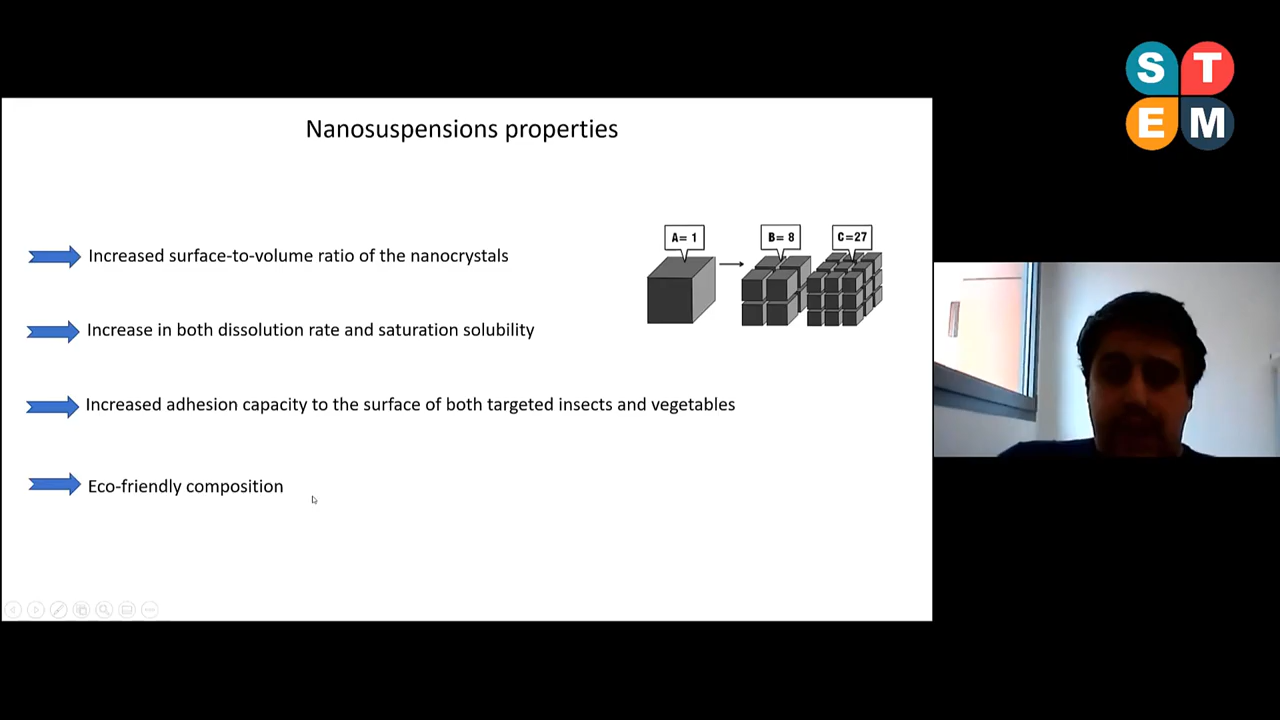 S T
E M
Nanosuspensions properties
A= 1
B= 8
C=27
Increased surface-to-volume ratio of the nanocrystals
Increase in both dissolution rate and saturation solubility
Increased adhesion capacity to the surface of both targeted insects and vegetables
Eco-friendly composition